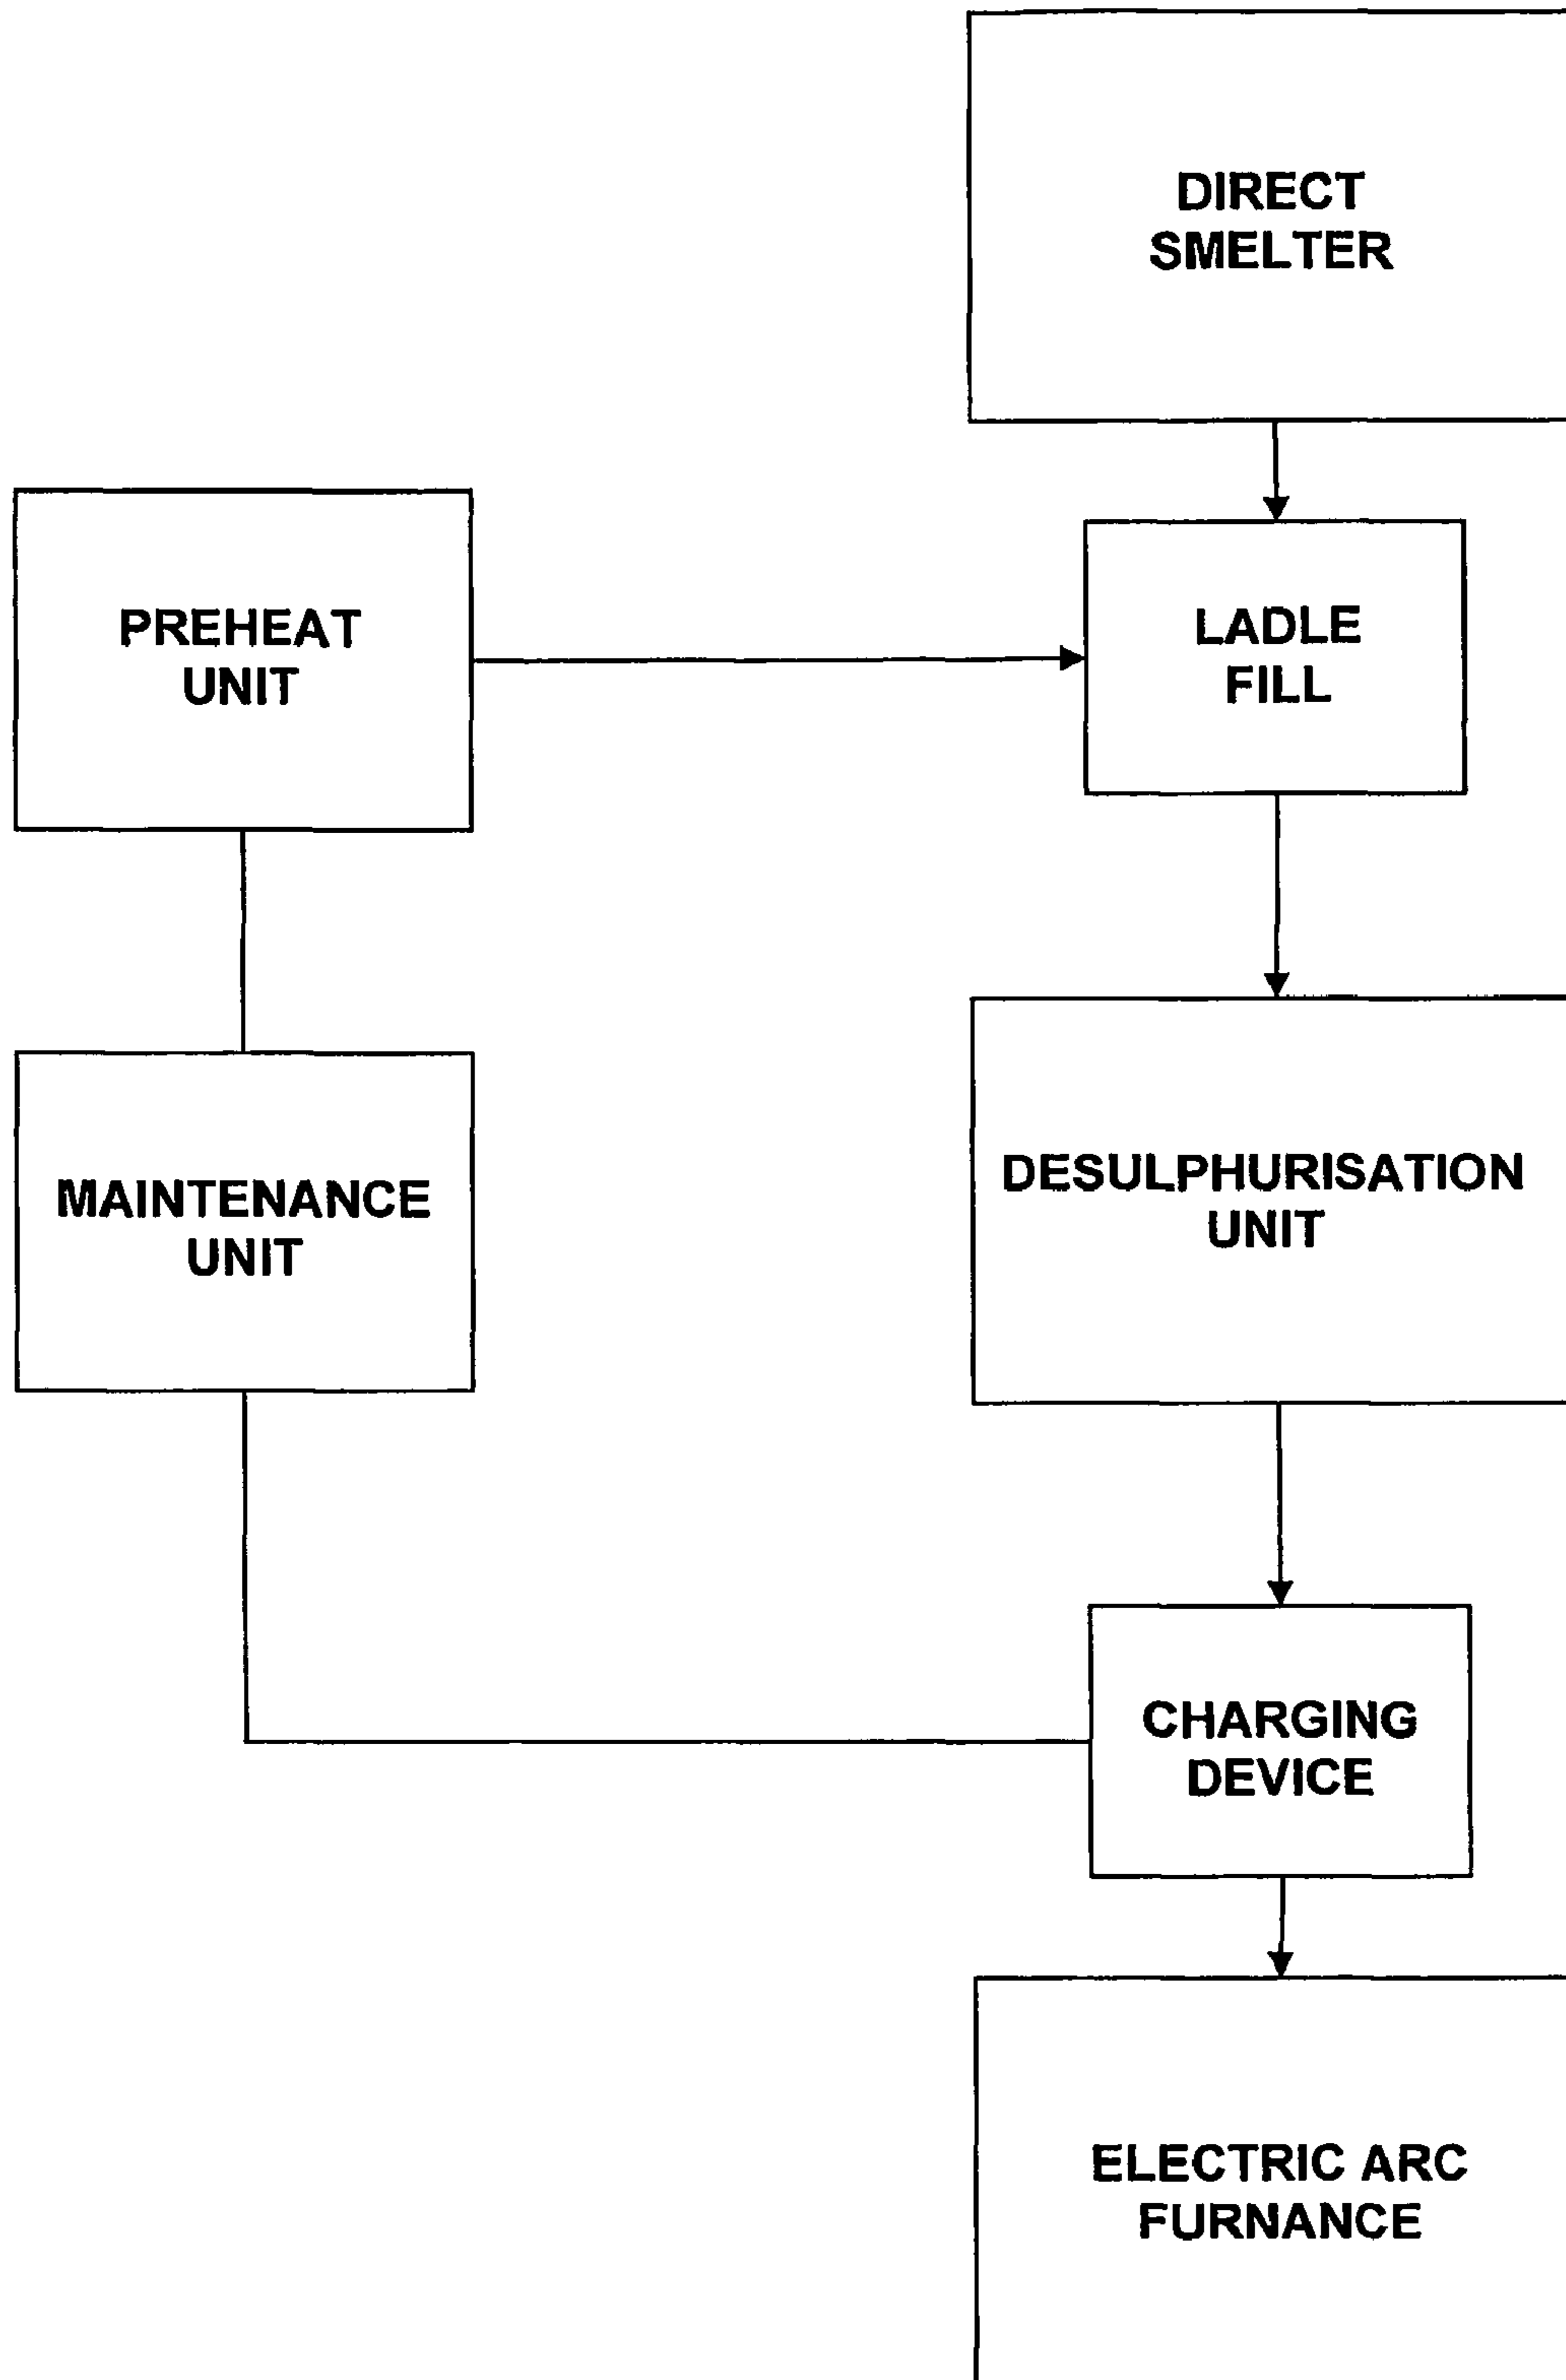 DIRECT
SMELTER
PREHEAT
UNIT
LADLE
FILL
MAINTENANCE
UNIT
DESULPHURISATION
UNIT
CHARGING
DEVICE
ELECTRIC ARC
FURNANCE